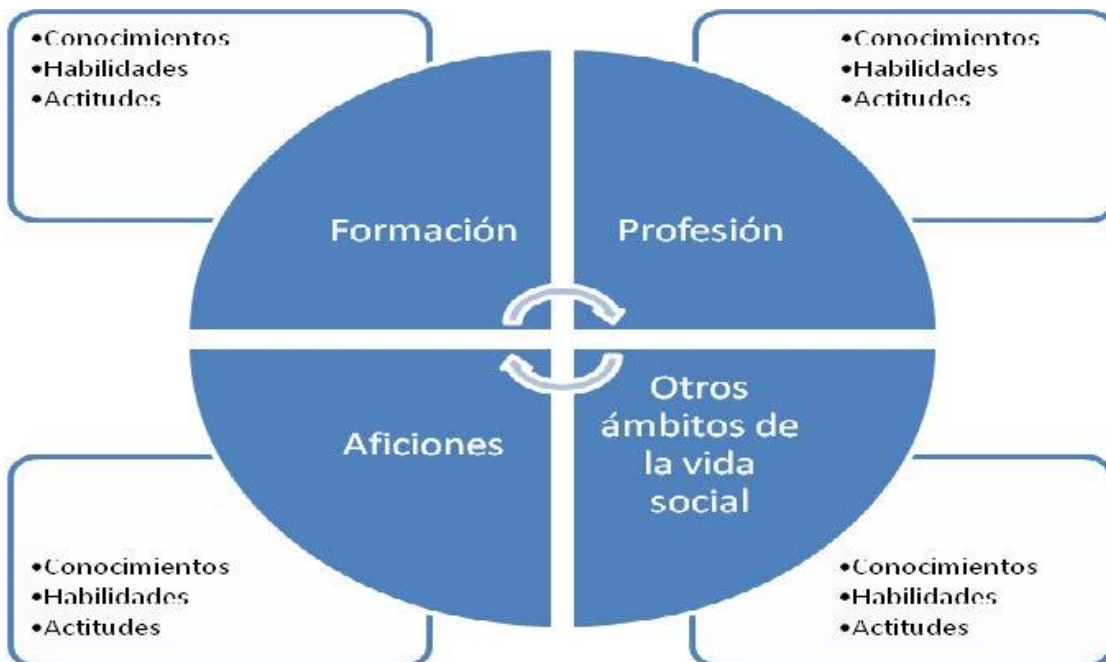 •Conocimientos
•Habilidades
•Actitudes
•Conocimientos
•Habilidades
•Actitudes
Formación
Profesión
Aficiones
Otros
ámbitos de
la vida
social
•Conocimientos
•Habilidades
•Actitudes
•Conocimientos
•Habilidades
•Actitudes